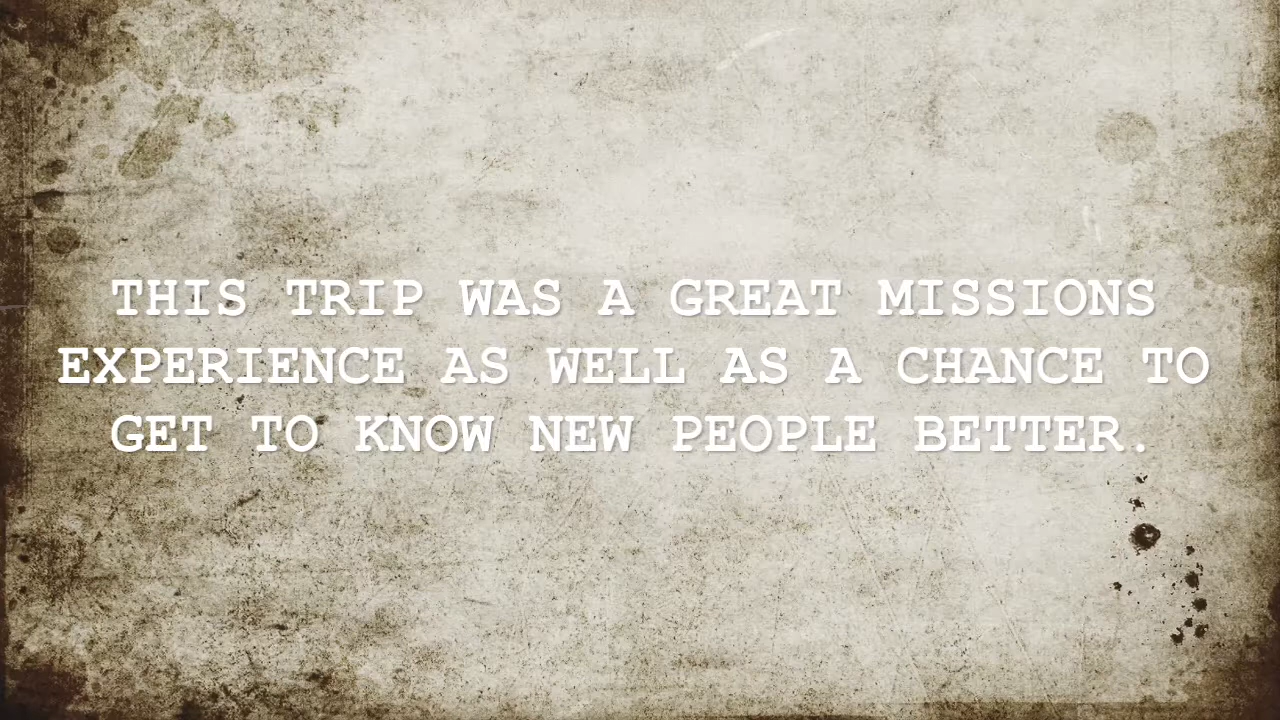 THIS TRIP WAS A GREAT MISSIONS
EXPERIENCE AS WELL AS A CHANCE TO
GET TO KNOW NEW PEOPLE BETTER.